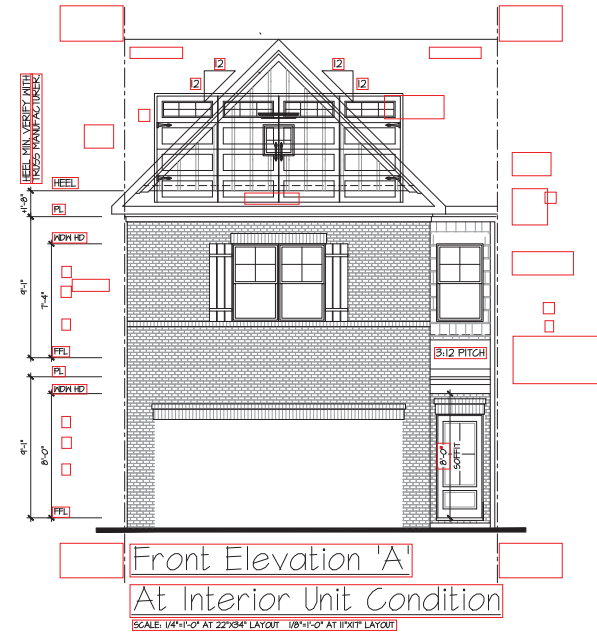 12 12
12 12
HEEL MIN. VERIFY WITH
TRUSS MANUFACTURER.
HEEL
+1'-8"
PL
WDW HD
9'-1"
7'-4"
FFL
3:12 PITCH
PL
WDW HD
9'-1"
8'-0"
8'-0"
SOFFIT
FFL
Front Elevation 'A'
At Interior Unit Condition
SCALE: 1/4"=1'-0" AT 22"X34" LAYOUT 1/8"=1'-0" AT 11"X17" LAYOUT